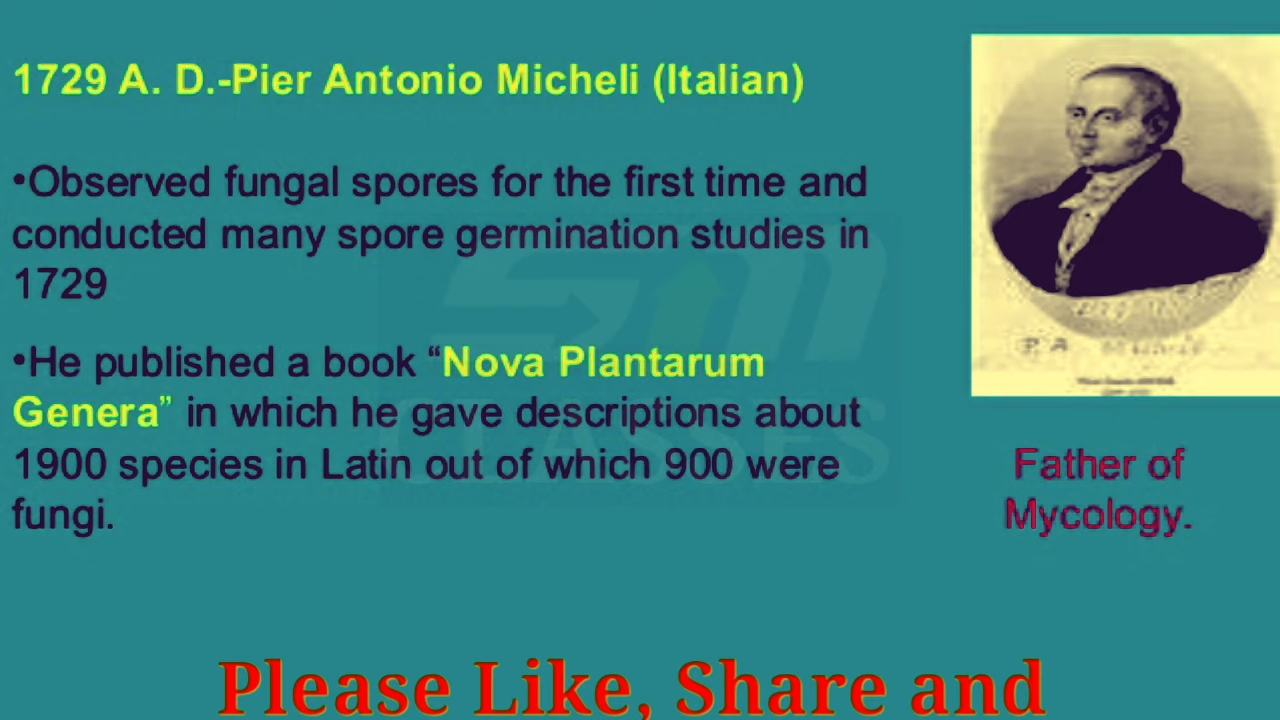 1729 A. D.-Pier Antonio Micheli (Italian)
•Observed fungal spores for the first time and
conducted many spore germination studies in
1729
•He published a book “Nova Plantarum
Genera” in which he gave descriptions about
1900 species in Latin out of which 900 were
fungi.
CLASSES
Father of
Mycology.
Please Like, Share and